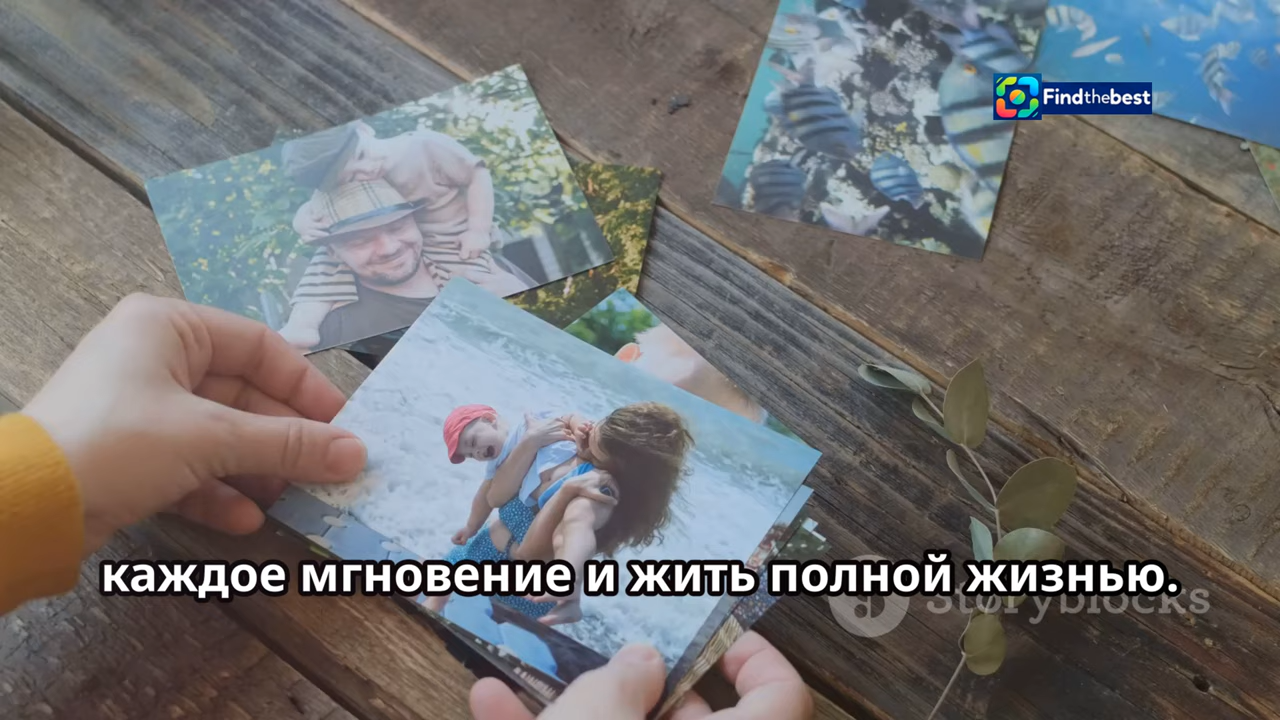 Findthebest
каждое мгновение и жить полной жизнью.
Storyblocks